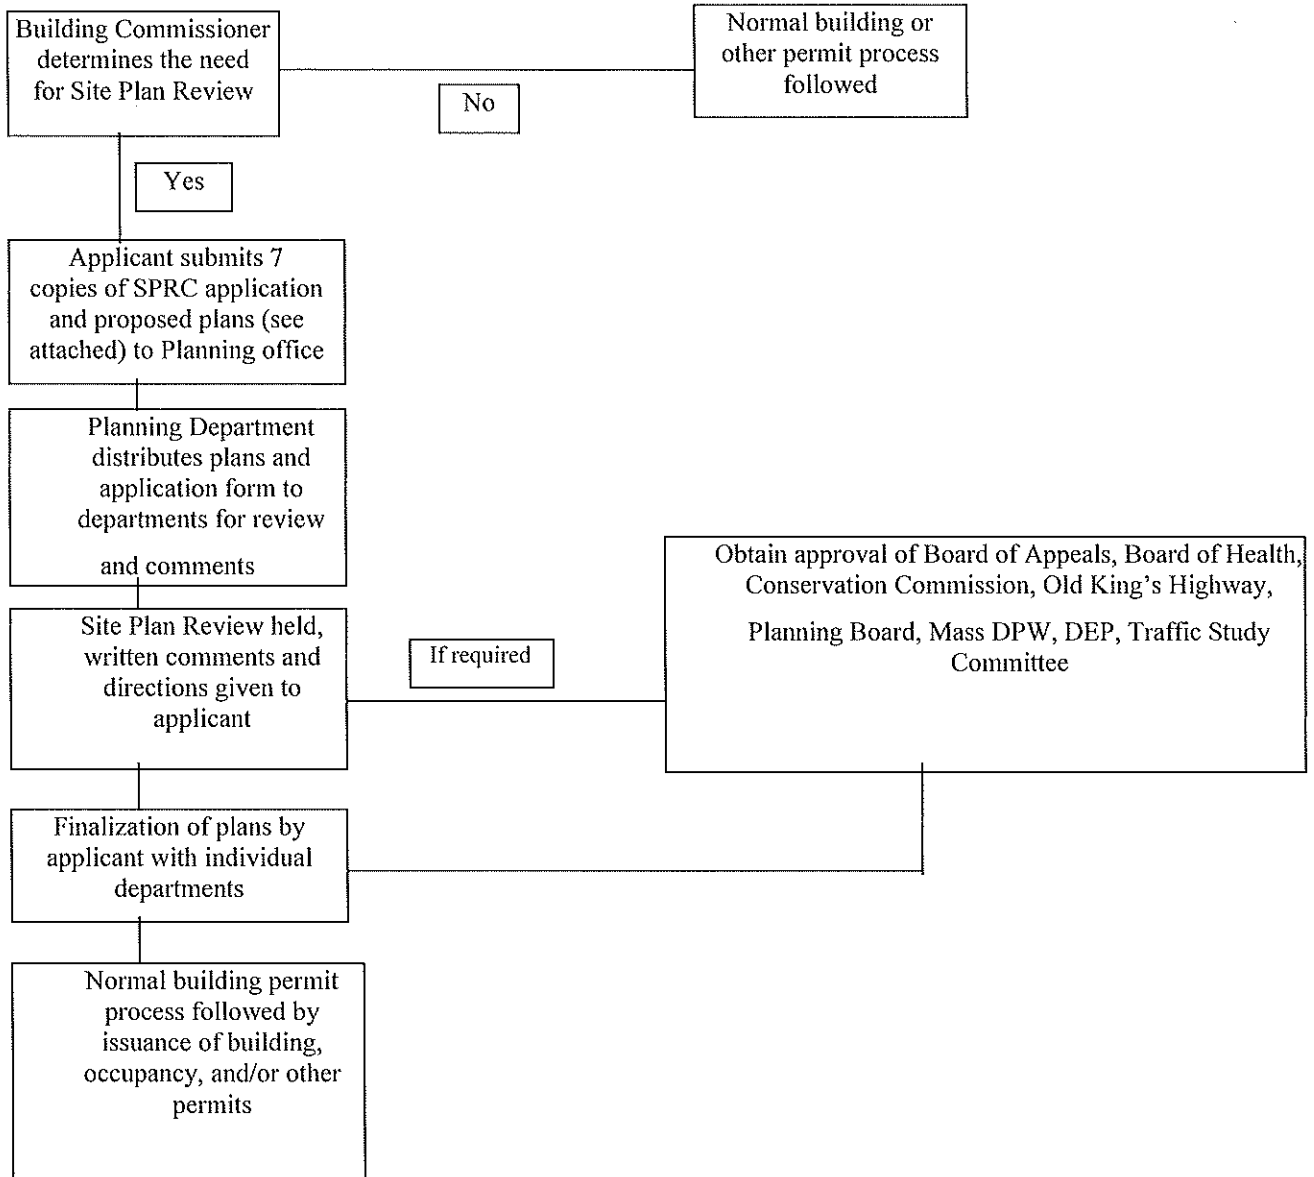 Building Commissioner
determines the need
for Site Plan Review
Normal building or
other permit process
followed
No
Yes
Applicant submits 7
copies of SPRC application
and proposed plans (see
attached) to Planning office
Planning Department
distributes plans and
application form to
departments for review
and comments
Site Plan Review held,
written comments and
directions given to
applicant
If required
Obtain approval of Board of Appeals, Board of Health,
Conservation Commission, Old King's Highway,
Planning Board, Mass DPW, DEP, Traffic Study
Committee
Finalization of plans by
applicant with individual
departments
Normal building permit
process followed by
issuance of building,
occupancy, and/or other
permits